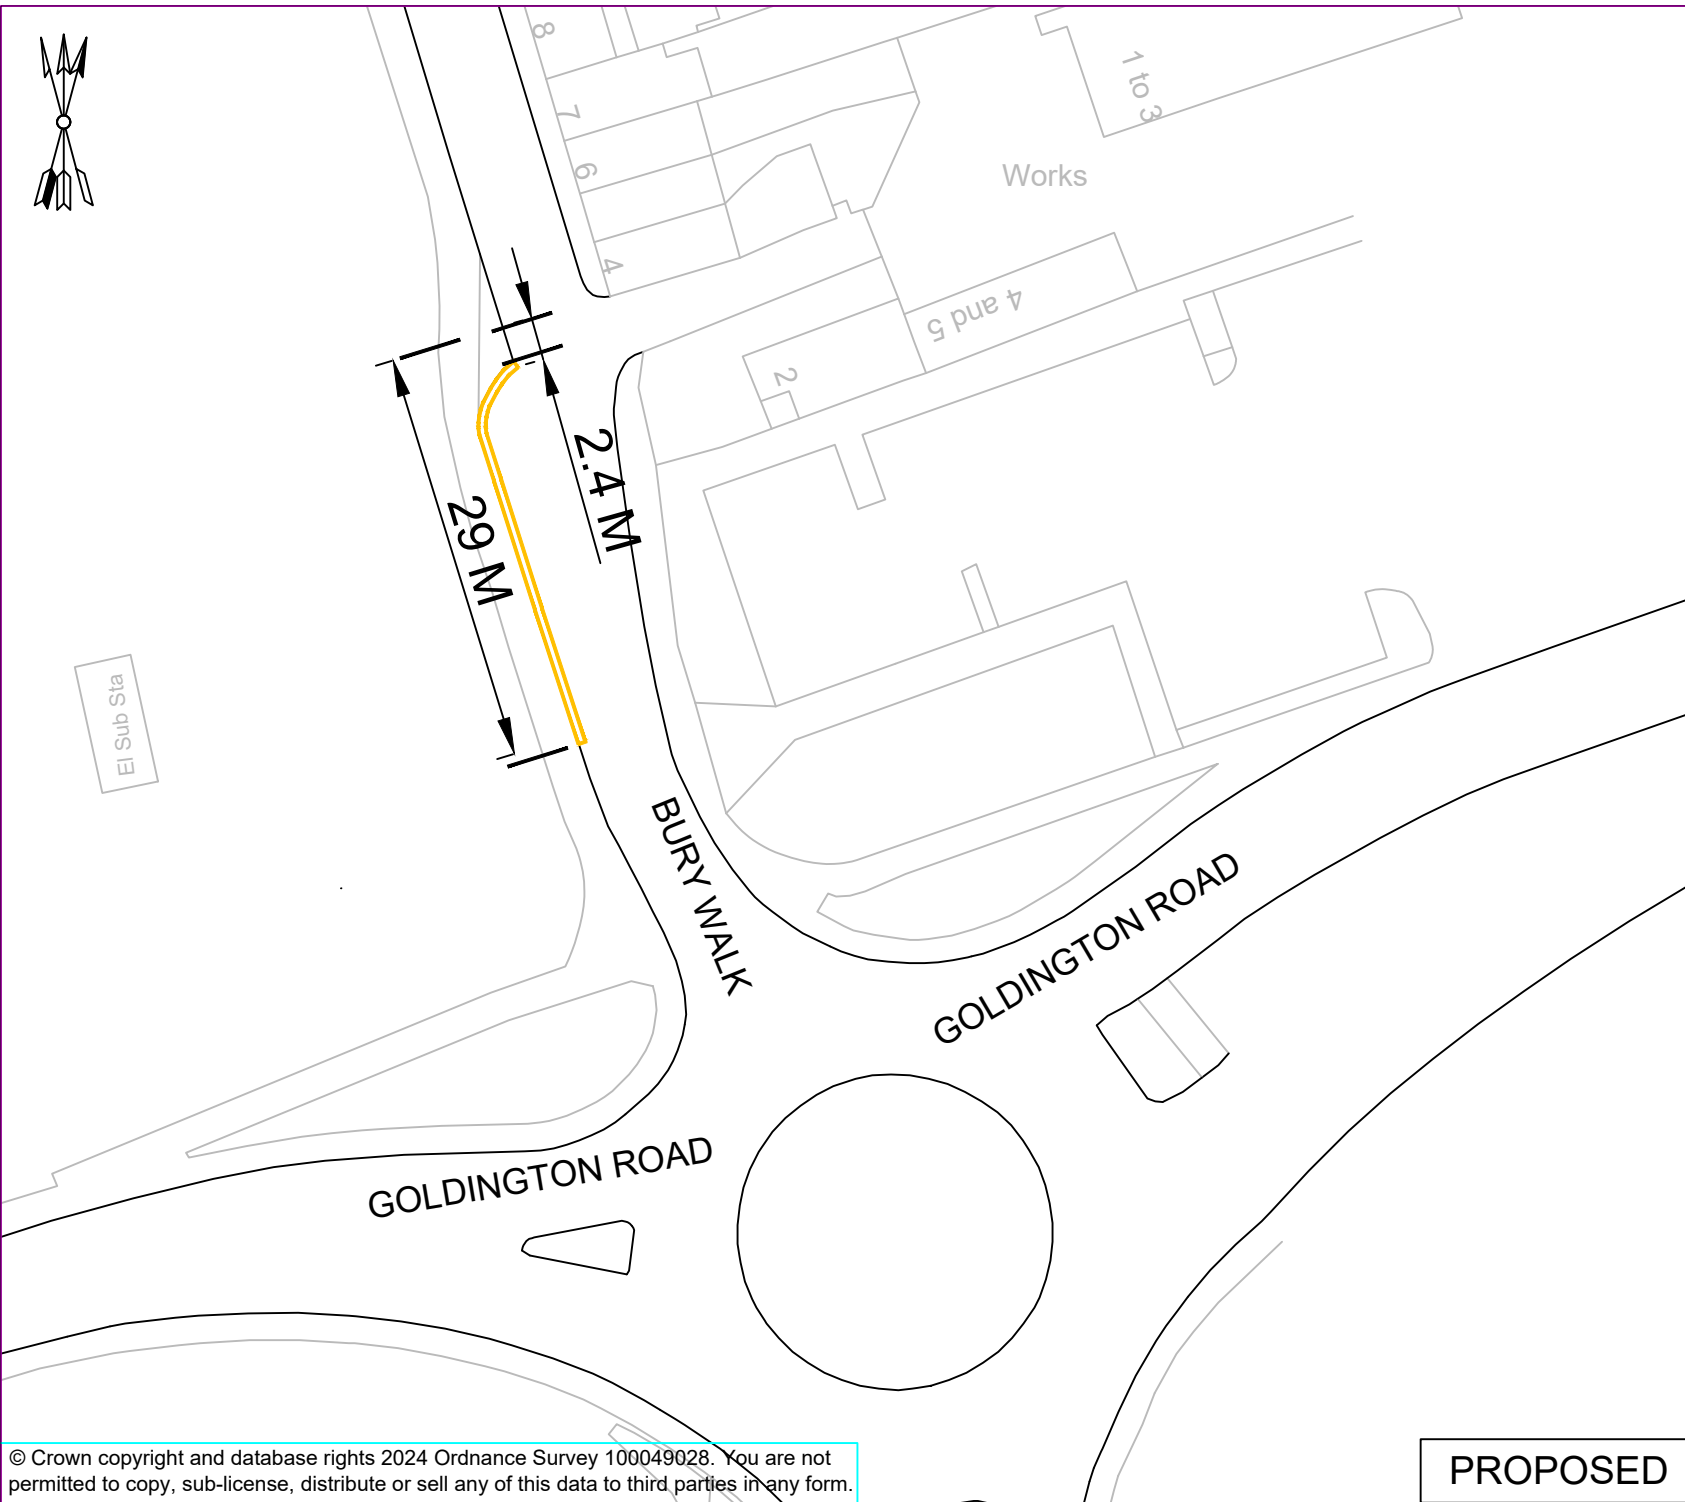 8
7
6
4
1 to 3
Works
4 and 5
2
2.4 M
29 M
El Sub Sta
BURY WALK
GOLDINGTON ROAD
GOLDINGTON ROAD
© Crown copyright and database rights 2024 Ordnance Survey 100049028. You are not
permitted to copy, sub-license, distribute or sell any of this data to third parties in any form.
PROPOSED